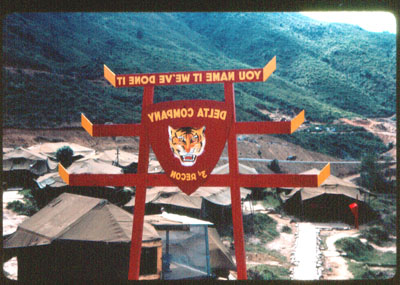 YOU NAME IT WE'VE DONE IT
DELTA COMPANY
3d RECON